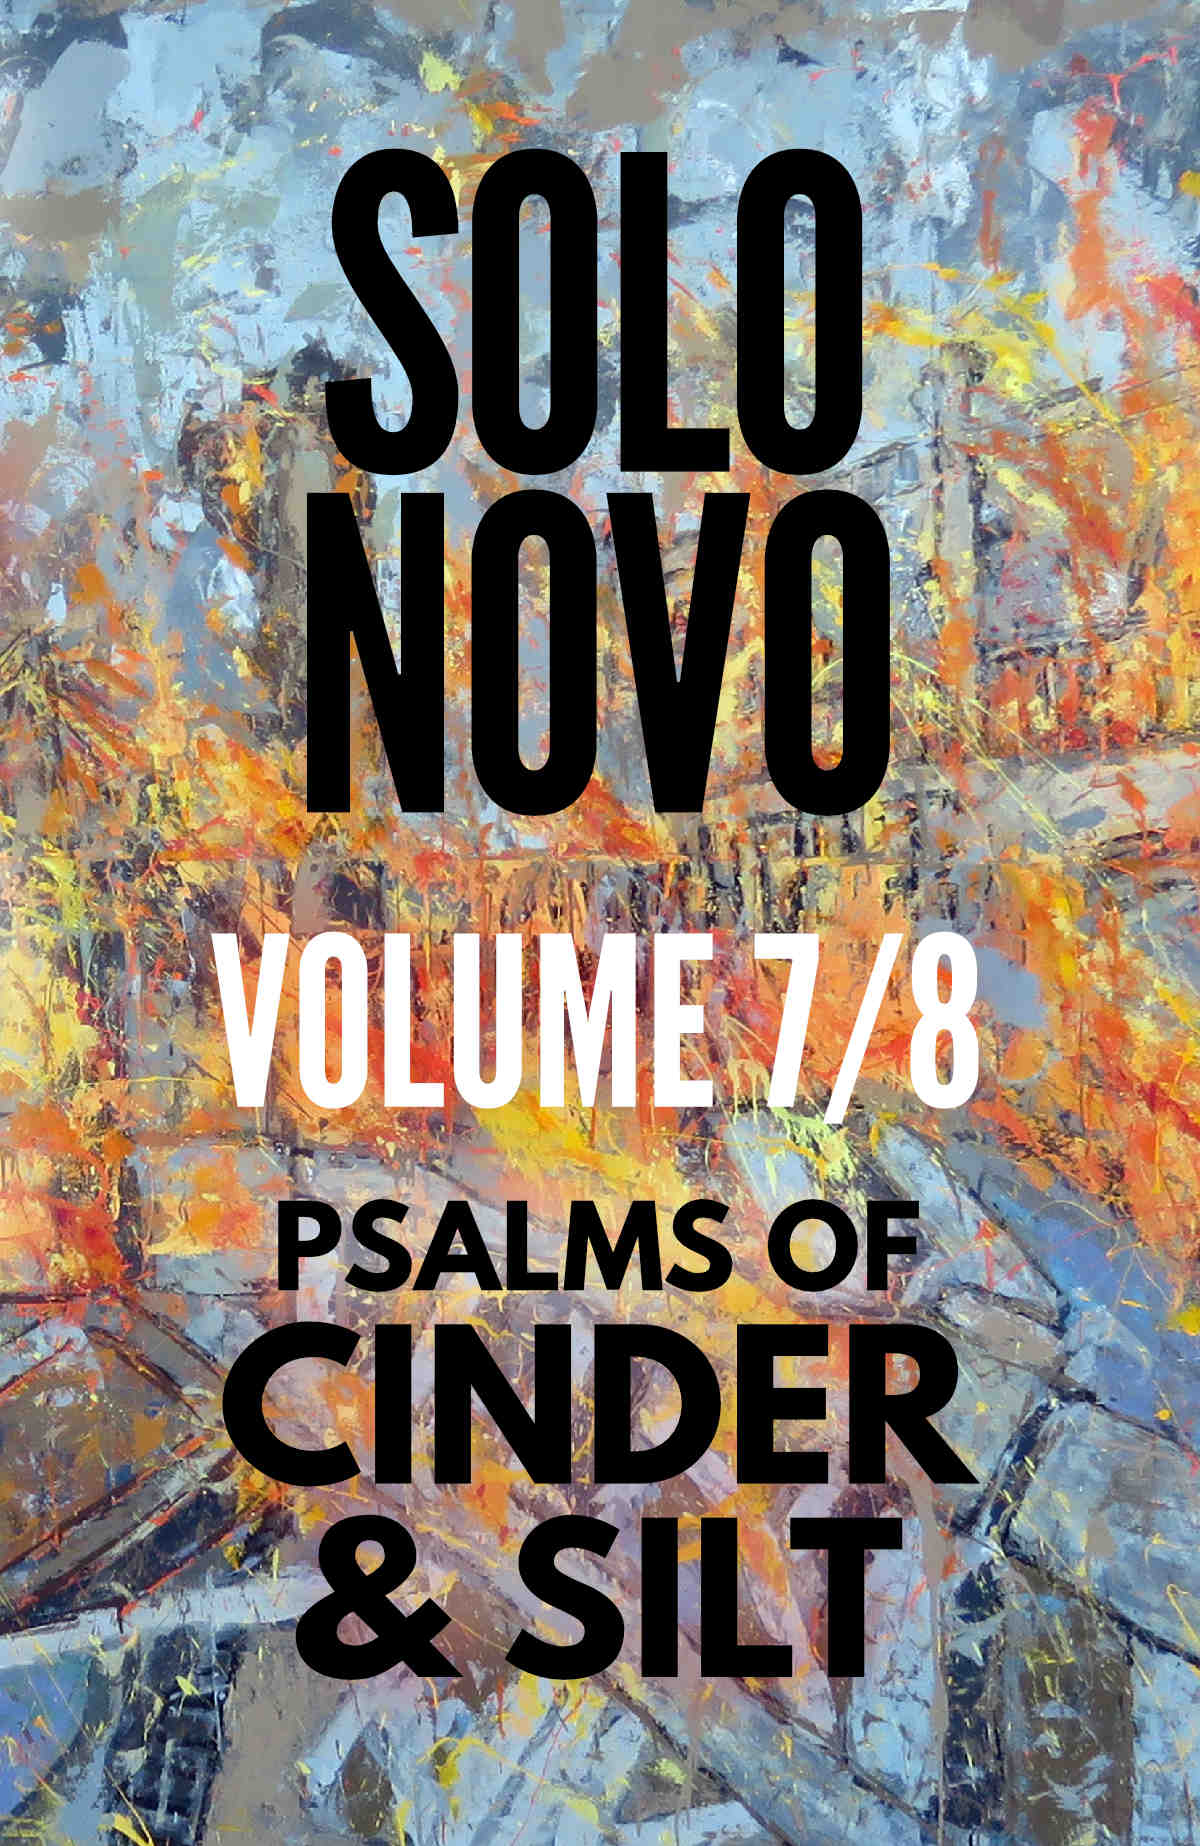 SOLO
NOVO
VOLUME 7/8
PSALMS OF
CINDER
& SILT